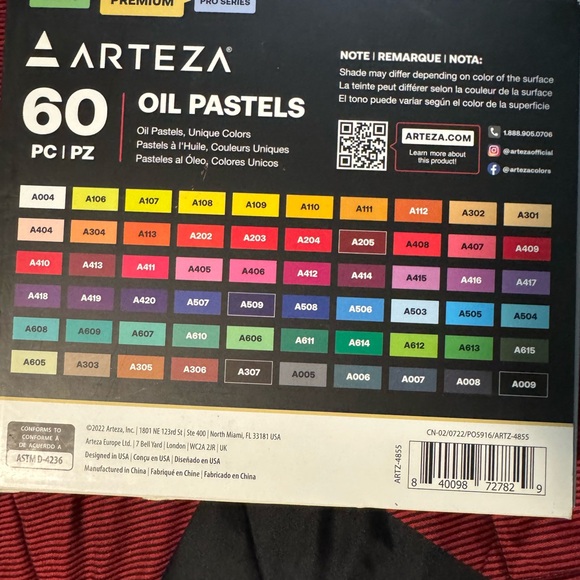 PREMIUM
PRO SERIES
ARTEZA®
60
PC | PZ
OIL PASTELS
Oil Pastels, Unique Colors
Pastels à l'Huile, Couleurs Uniques
Pasteles al Óleo, Colores Unicos
NOTE | REMARQUE | NOTA:
Shade may differ depending on color of the surface
La teinte peut différer selon la couleur de la surface
El tono puede variar según el color de la superficie
ARTEZA.COM
Learn more about
this product!
1.888.905.0706
@artezaofficial
@artezacolors
A004 A106 A107 A108 A109 A110 A111 A112 A302 A301
A404 A304 A113 A202 A203 A204 A205 A408 A407 A409
A410 A413 A411 A405 A406 A412 A414 A415 A416 A417
A418 A419 A420 A507 A509 A508 A506 A503 A505 A504
A608 A609 A607 A610 A606 A611 A614 A612 A613 A615
A605 A303 A305 A306 A307 A005 A006 A007 A008 A009
CONFORMS TO
CONFORME À
DE ACUERDO A
ASTM D-4236
©2022 Arteza, Inc. | 1801 NE 123rd St | Ste 400 | North Miami, FL 33181 USA
Arteza Europe Ltd. | 7 Bell Yard | London | WC2A 2JR | UK
Designed in USA | Conçu en USA | Diseñado en USA
Manufactured in China | Fabriqué en Chine | Fabricado en China
CN-02/0722/POS916/ARTZ-4855
ARTZ-4855
8 40098 72782 9